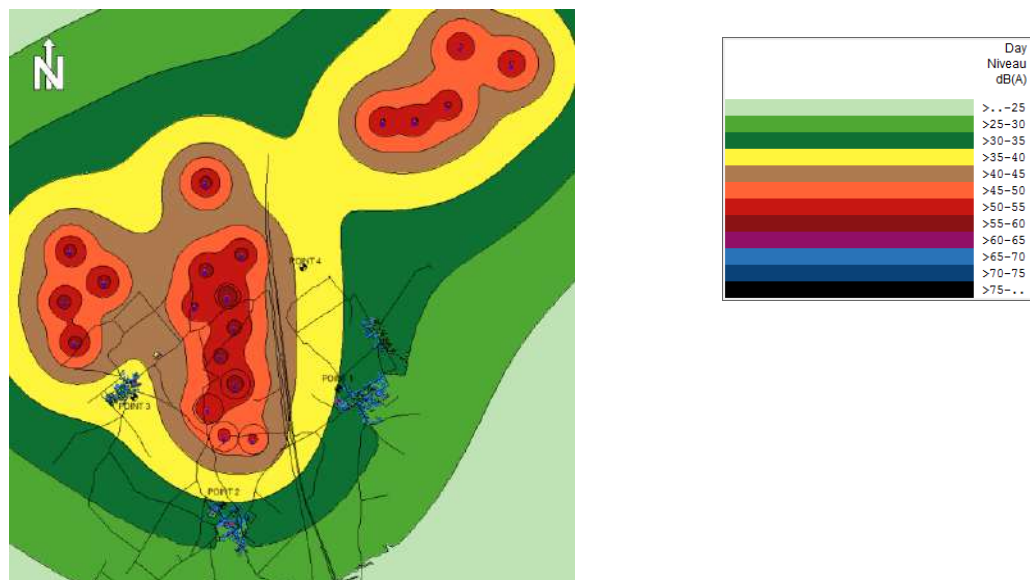 N
Day
Niveau
dB(A)
>..-25
>25-30
>30-35
>35-40
>40-45
>45-50
>50-55
>55-60
>60-65
>65-70
>70-75
>75-..
POINT 4
POINT 1
POINT 3
POINT 2